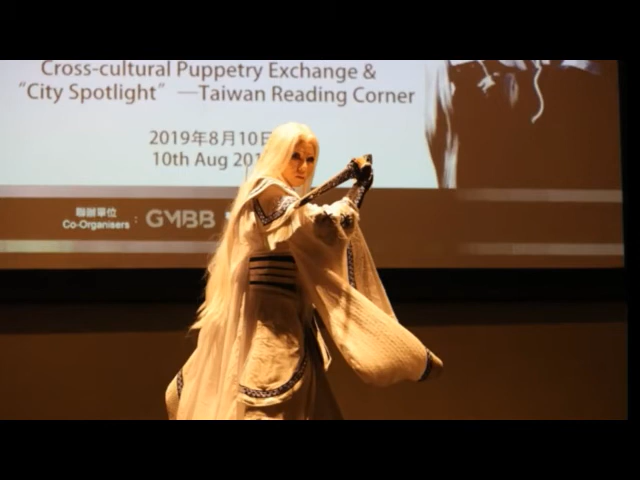 Cross-cultural Puppetry Exchange &
“City Spotlight” —Taiwan Reading Corner
2019年8月10日
10th Aug 201
聯辦單位
Co-Organisers :
GMBB